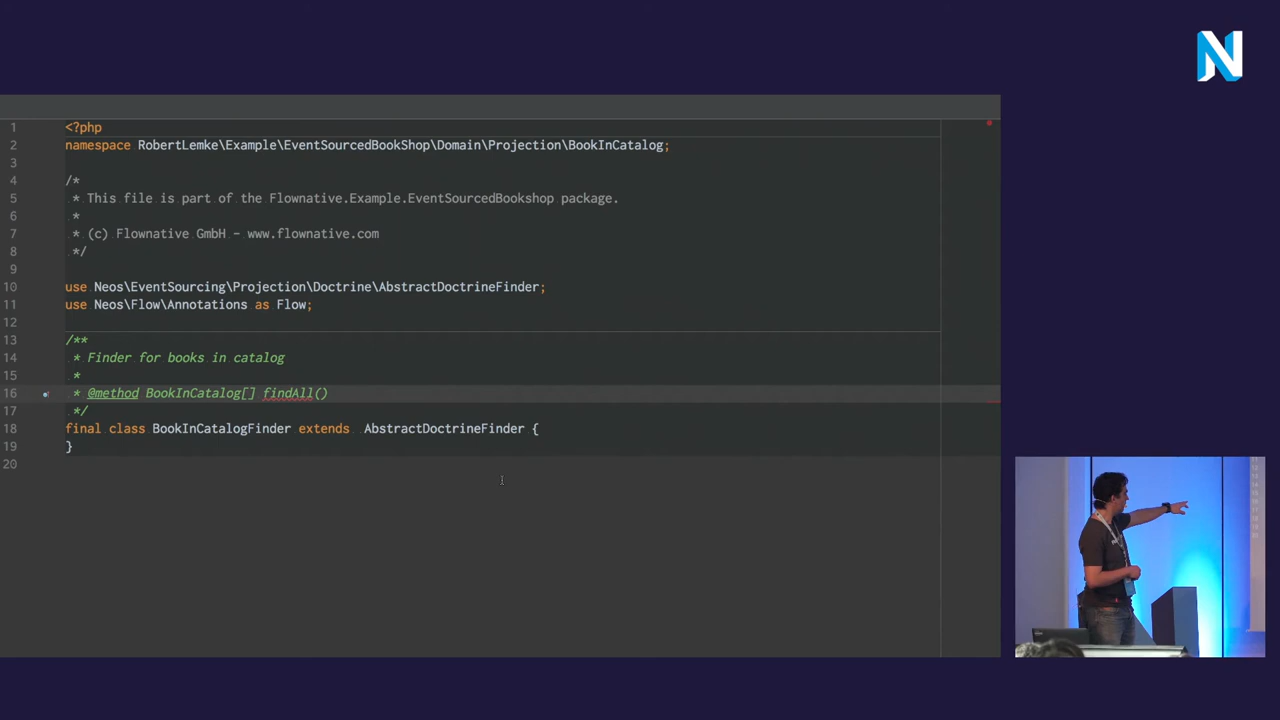 N
1 <?php
2 namespace RobertLemke\Example\EventSourcedBookShop\Domain\Projection\BookInCatalog;
3
4 /*
5 * This file is part of the Flownative.Example.EventSourcedBookshop package.
6 *
7 * (c) Flownative GmbH - www.flownative.com
8 */
9
10 use Neos\EventSourcing\Projection\Doctrine\AbstractDoctrineFinder;
11 use Neos\Flow\Annotations as Flow;
12
13 /**
14 * Finder for books in catalog
15 *
16 * @method BookInCatalog[] findAll()
17 */
18 final class BookInCatalogFinder extends AbstractDoctrineFinder {
19 }
20